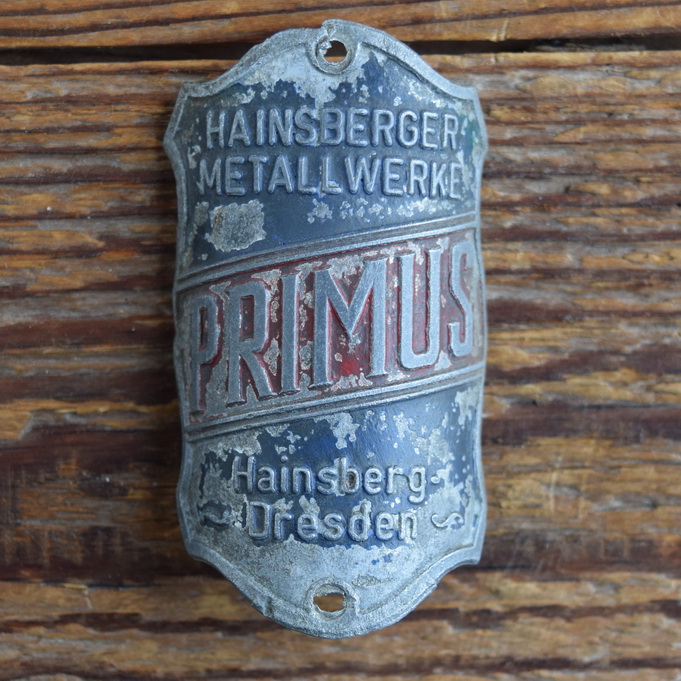 HAINSBERGER
METALLWERKE
PRIMUS
Hainsberg-
Dresden